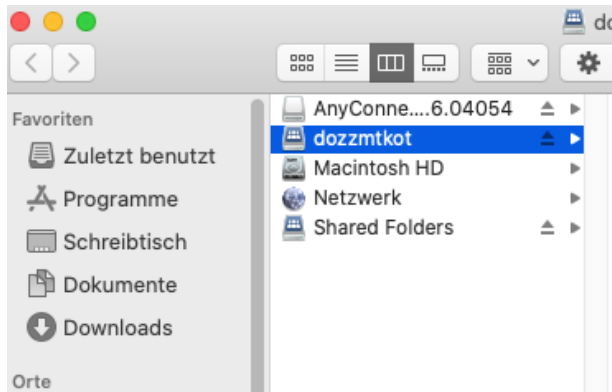 do
Favoriten
Zuletzt benutzt
Programme
Schreibtisch
Dokumente
Downloads
Orte
AnyConne....6.04054
dozzmtkot
Macintosh HD
Netzwerk
Shared Folders